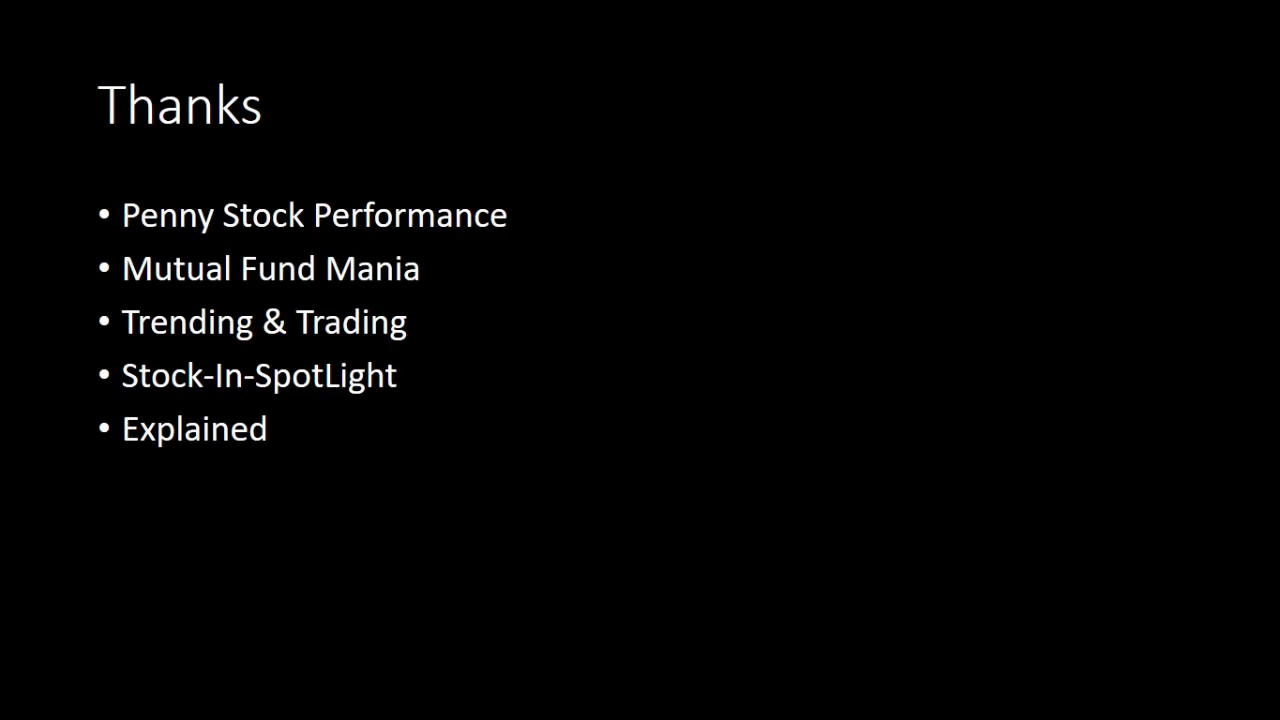 Thanks
• Penny Stock Performance
• Mutual Fund Mania
• Trending & Trading
• Stock-In-SpotLight
• Explained